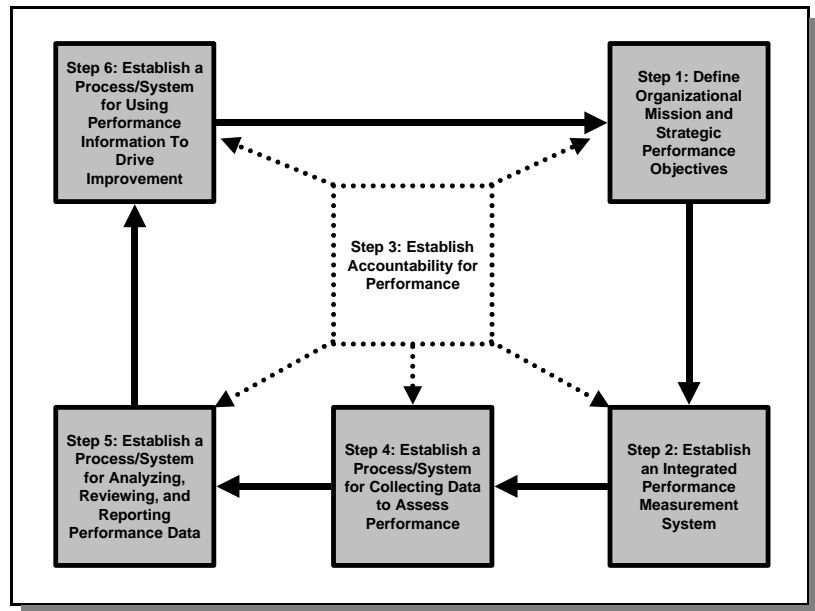 Step 6: Establish a
Process/System
for Using
Performance
Information To
Drive
Improvement
Step 1: Define
Organizational
Mission and
Strategic
Performance
Objectives
Step 3: Establish
Accountability for
Performance
Step 5: Establish a
Process/System
for Analyzing,
Reviewing, and
Reporting
Performance Data
Step 4: Establish a
Process/System
for Collecting Data
to Assess
Performance
Step 2: Establish
an Integrated
Performance
Measurement
System